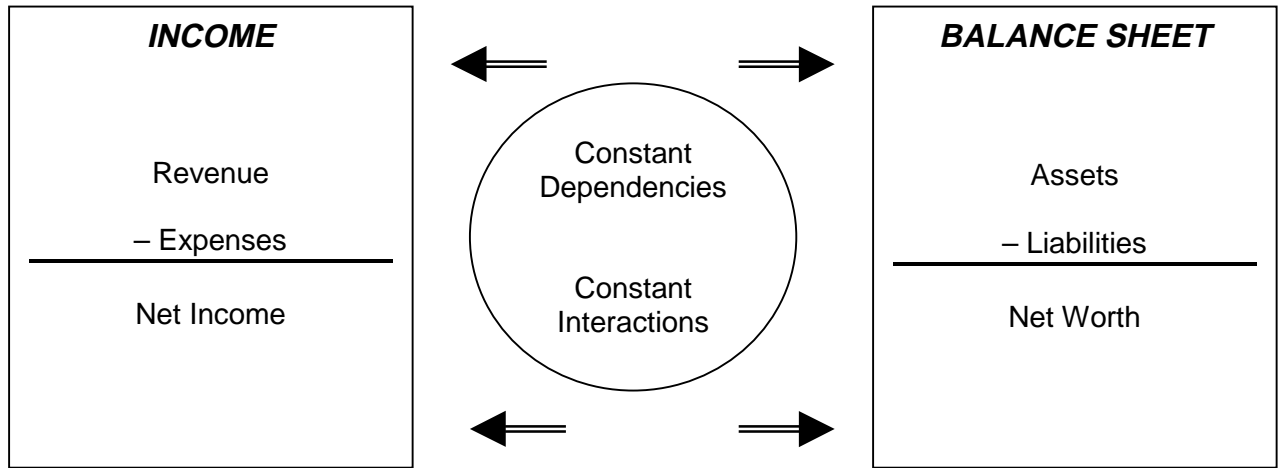 INCOME
Revenue
– Expenses
Net Income
Constant
Dependencies
Constant
Interactions
BALANCE SHEET
Assets
– Liabilities
Net Worth